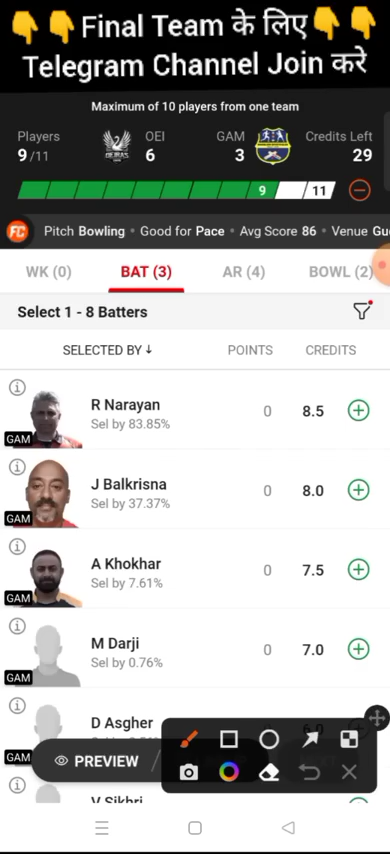 👇👇Final Team के लिए👇👇
Telegram Channel Join करे
Maximum of 10 players from one team
Players OEI GAM Credits Left
9/11 6 3 29
9 11
FC Pitch Bowling • Good for Pace • Avg Score 86 • Venue Gu
WK (0) BAT (3) AR (4) BOWL (2)
Select 1 - 8 Batters
SELECTED BY ↓ POINTS CREDITS
R Narayan
Sel by 83.85%
0 8.5
GAM
J Balkrisna
Sel by 37.37%
0 8.0
GAM
A Khokhar
Sel by 7.61%
0 7.5
GAM
M Darji
Sel by 0.76%
0 7.0
GAM
D Asgher
GAM
PREVIEW
V Sikhri